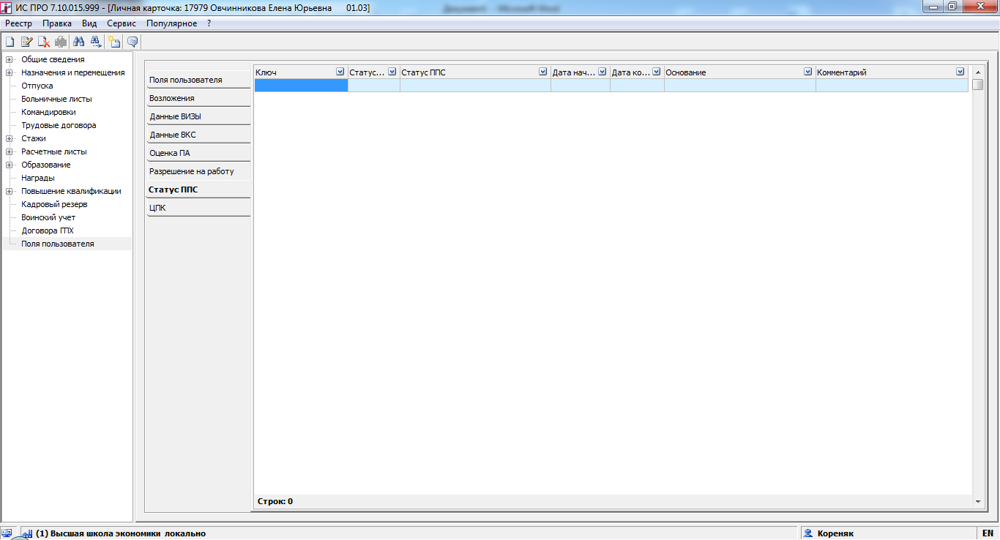 ИС ПРО 7.10.015.999 - [Личная карточка: 17979 Овчинникова Елена Юрьевна 01.03]
Документ1 - Microsoft Word
Реестр Правка Вид Сервис Популярное ?
Общие сведения
Назначения и перемещения
Отпуска
Больничные листы
Командировки
Трудовые договора
Стажи
Расчетные листы
Образование
Награды
Повышение квалификации
Кадровый резерв
Воинский учет
Договора ГПХ
Поля пользователя
Поля пользователя
Возложения
Данные ВИЗЫ
Данные ВКС
Оценка ПА
Разрешение на работу
Статус ППС
ЦПК
Ключ Статус... Статус ППС Дата нач... Дата ко... Основание Комментарий
Строк: 0
(1) Высшая школа экономики локально
Кореняк
EN